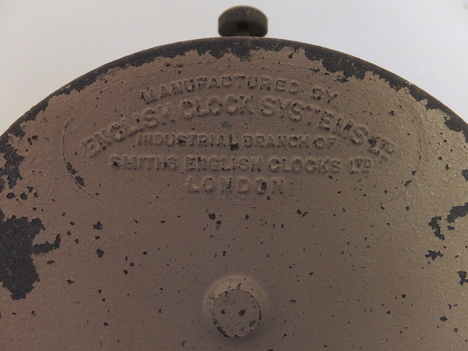 MANUFACTURED BY
ENGLISH CLOCK SYSTEMS LTD
INDUSTRIAL BRANCH OF
SMITHS ENGLISH CLOCKS LTD
LONDON